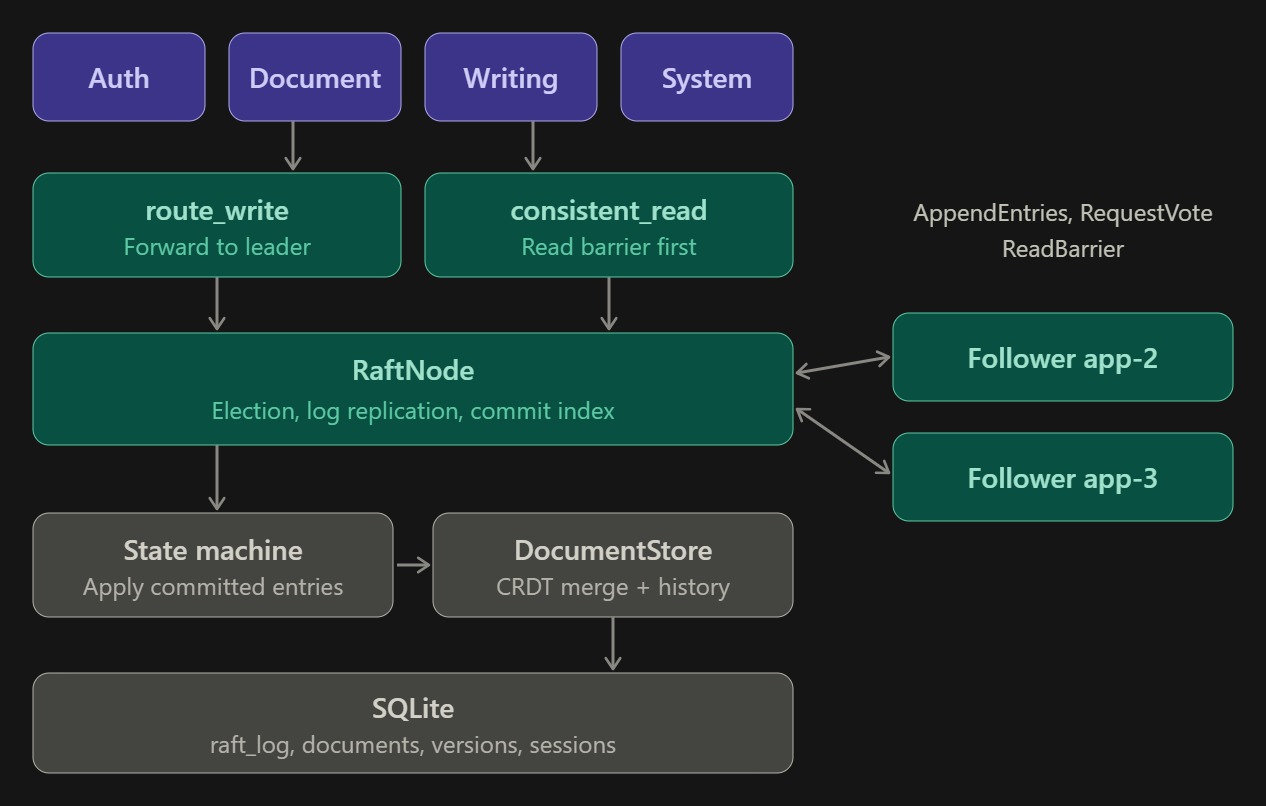 Auth
Document
Writing
System
route_write
Forward to leader
consistent_read
Read barrier first
AppendEntries, RequestVote
ReadBarrier
RaftNode
Election, log replication, commit index
Follower app-2
Follower app-3
State machine
Apply committed entries
DocumentStore
CRDT merge + history
SQLite
raft_log, documents, versions, sessions